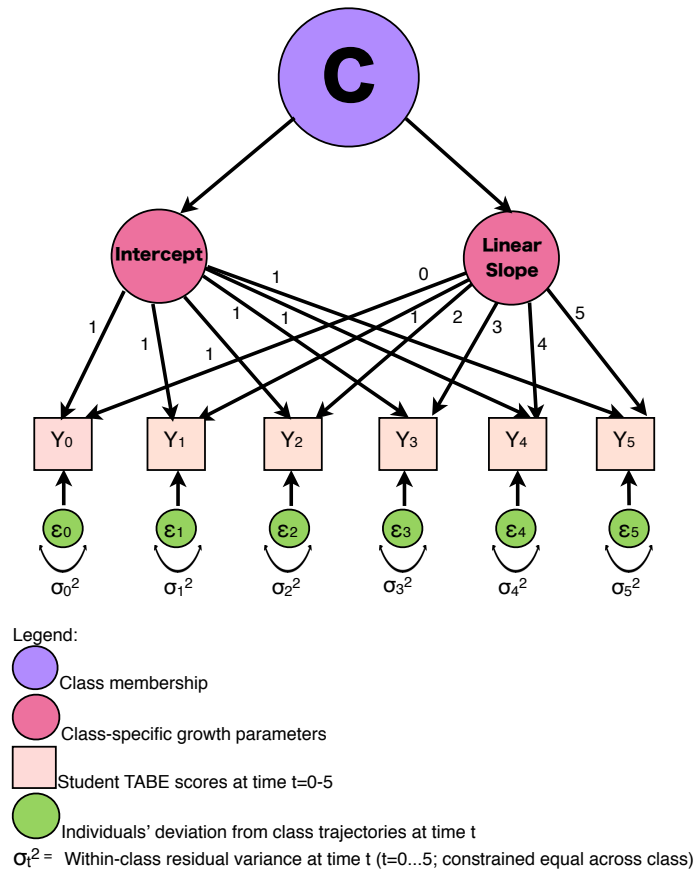 C
Intercept
Linear
Slope
1
0
1
1
1
1
1
1
2
3
4
5
Y₀
Y₁
Y₂
Y₃
Y₄
Y₅
ε₀
ε₁
ε₂
ε₃
ε₄
ε₅
σ₀²
σ₁²
σ₂²
σ₃²
σ₄²
σ₅²
Legend:
Class membership
Class-specific growth parameters
Student TABE scores at time t=0-5
Individuals' deviation from class trajectories at time t
σₜ² = Within-class residual variance at time t (t=0...5; constrained equal across class)